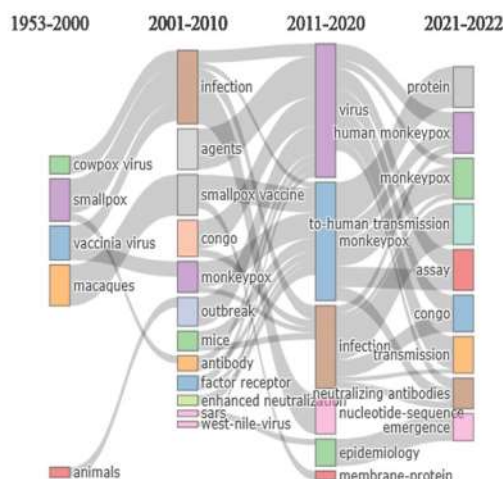 1953-2000 2001-2010 2011-2020 2021-2022
cowpox virus
smallpox
vaccinia virus
macaques
animals
infection
agents
smallpox vaccine
congo
monkeypox
outbreak
mice
antibody
factor receptor
enhanced neutralization
sars
west-nile-virus
virus
monkeypox
infection
nucleotide-sequence
epidemiology
membrane-protein
protein
human monkeypox
monkeypox
to-human transmission
assay
congo
transmission
neutralizing antibodies
emergence